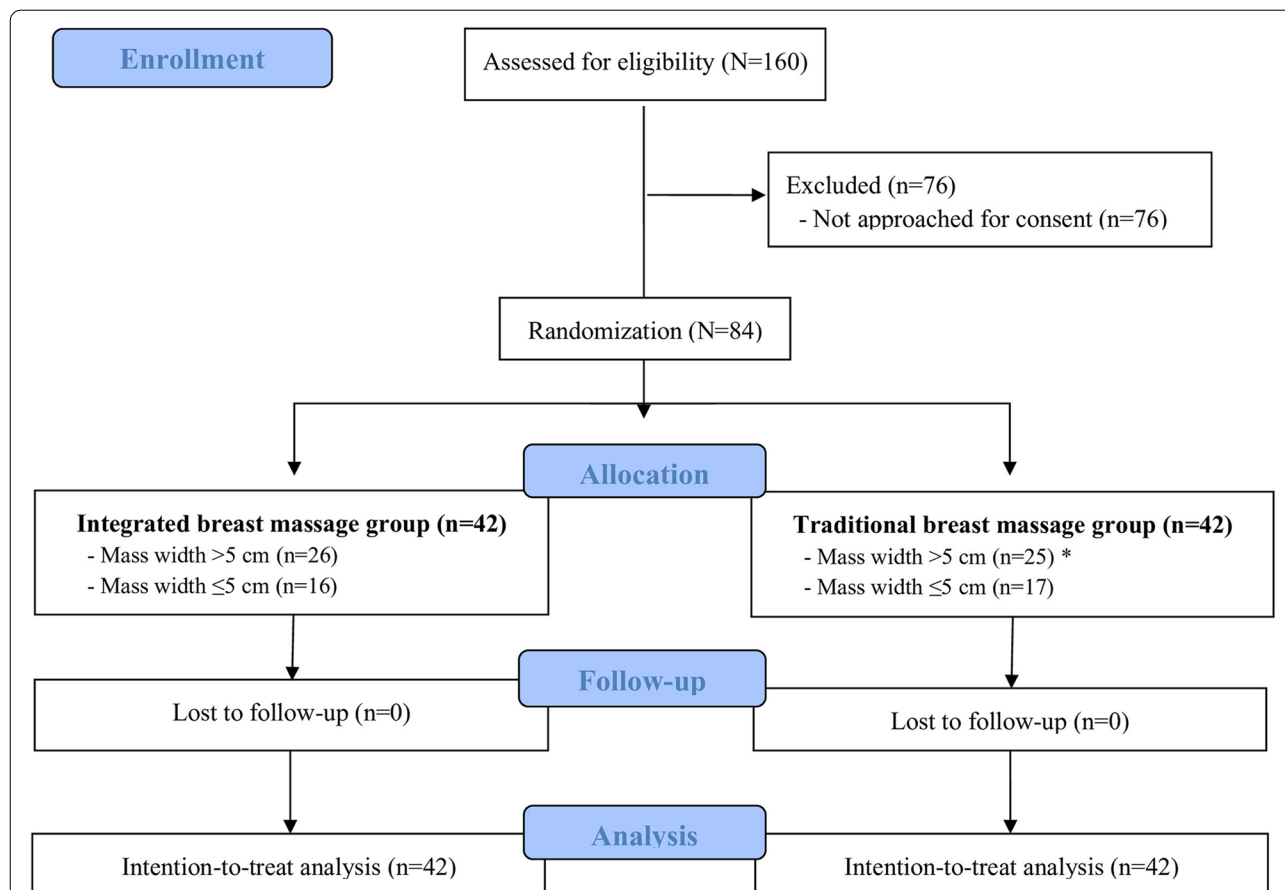 Enrollment
Assessed for eligibility (N=160)
Excluded (n=76)
- Not approached for consent (n=76)
Randomization (N=84)
Allocation
Integrated breast massage group (n=42)
- Mass width >5 cm (n=26)
- Mass width ≤5 cm (n=16)
Traditional breast massage group (n=42)
- Mass width >5 cm (n=25) *
- Mass width ≤5 cm (n=17)
Follow-up
Lost to follow-up (n=0)
Lost to follow-up (n=0)
Analysis
Intention-to-treat analysis (n=42)
Intention-to-treat analysis (n=42)